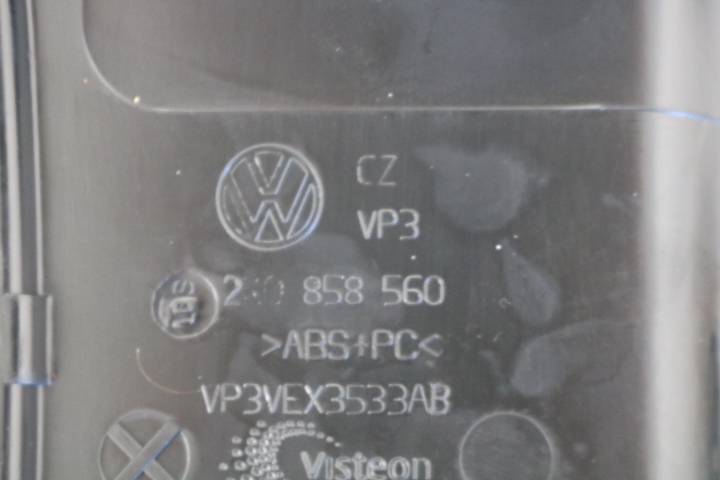 CZ
VP3
858 560
>ABS+PC<
VP3VEX3533AB
Visteon